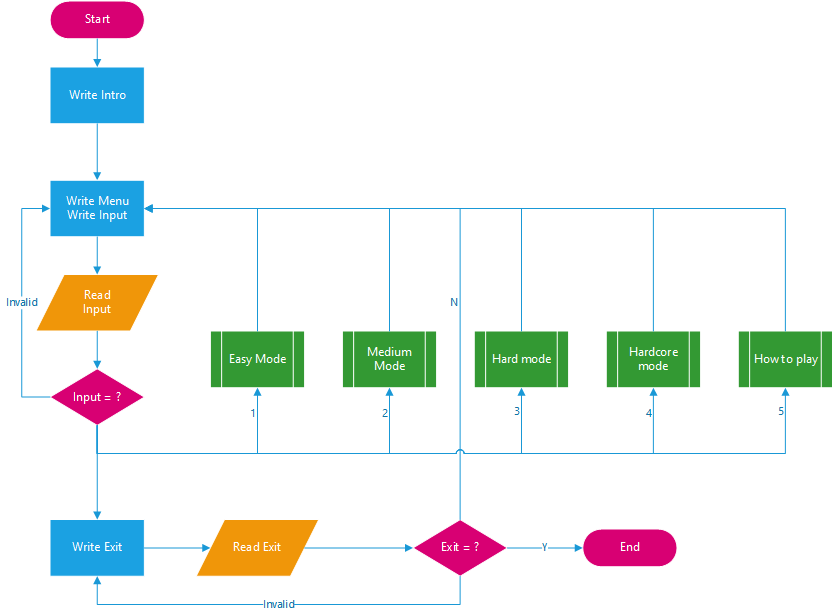 Start
Write Intro
Write Menu
Write Input
Read
Input
Invalid
N
Easy Mode
Medium
Mode
Hard mode
Hardcore
mode
How to play
Input = ?
1
2
3
4
5
Write Exit
Read Exit
Exit = ?
Y
End
Invalid